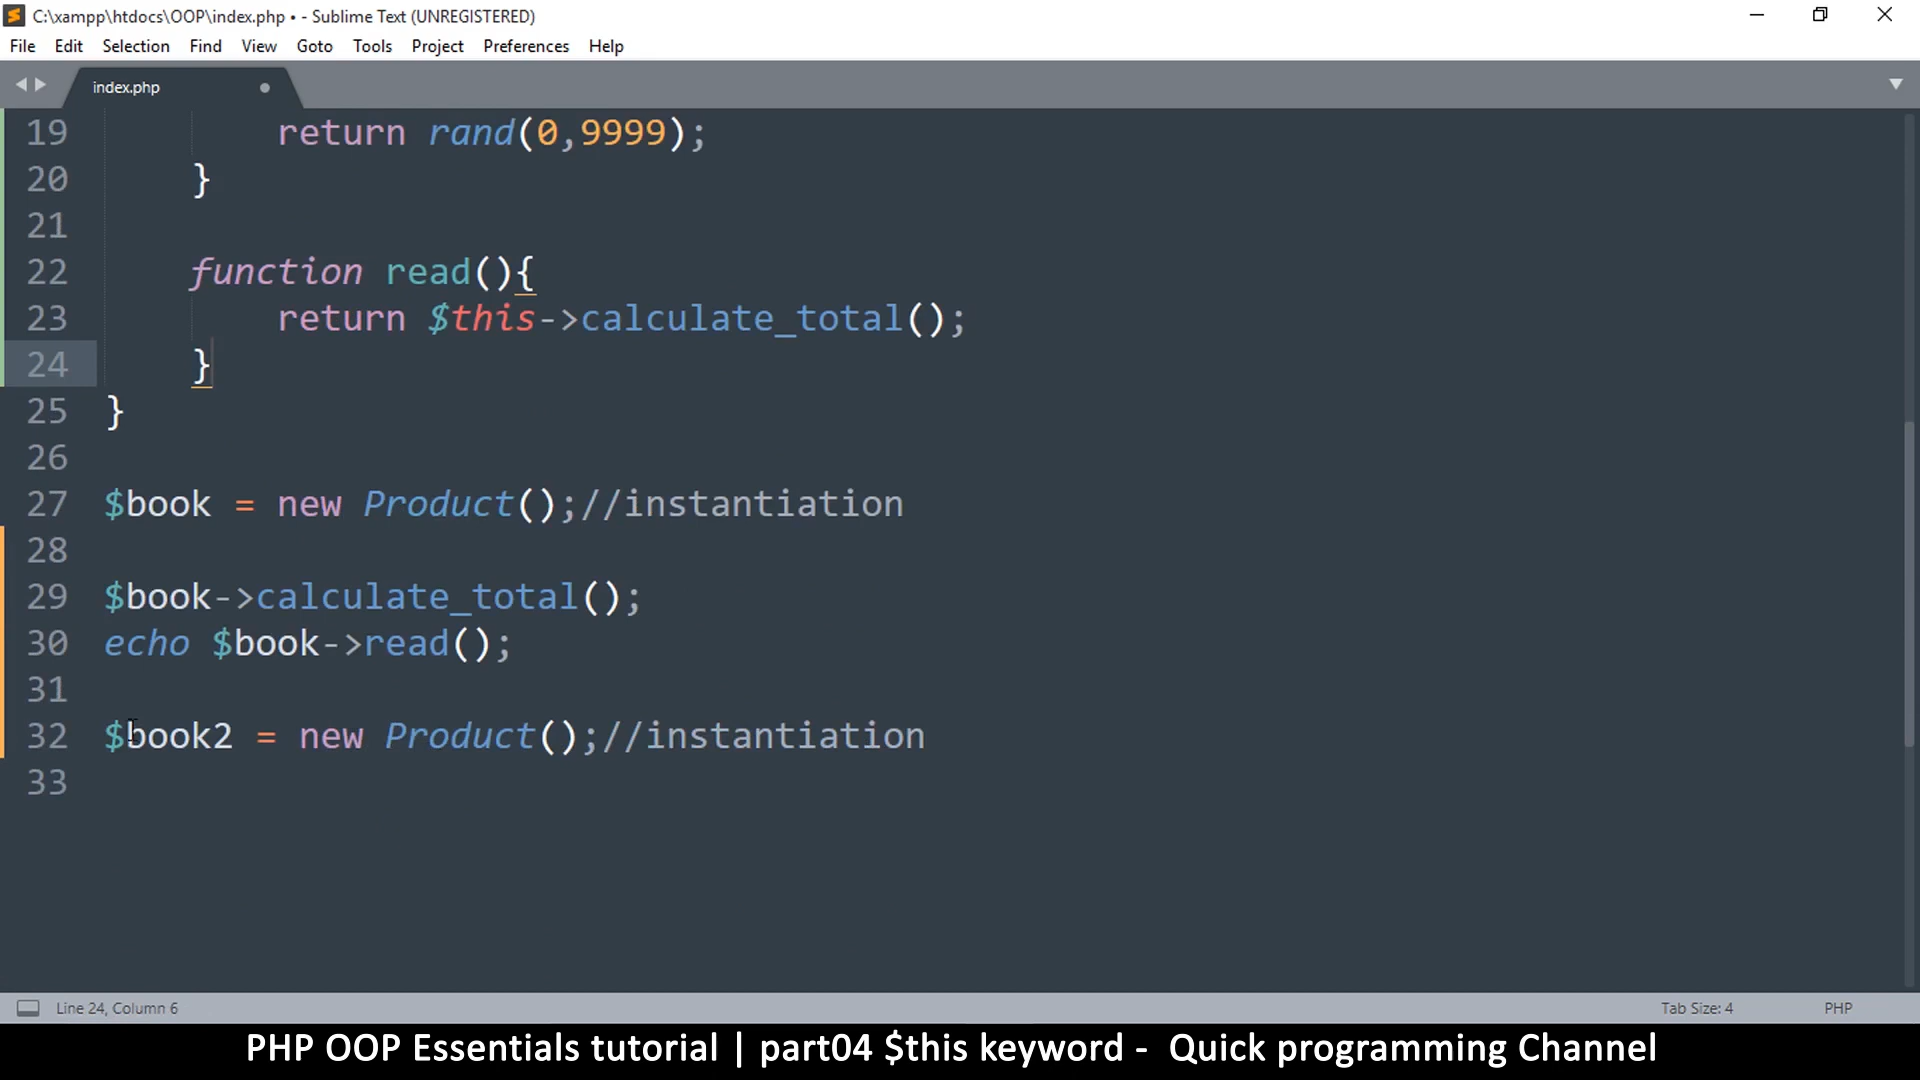 C:\xampp\htdocs\OOP\index.php • - Sublime Text (UNREGISTERED)
File Edit Selection Find View Goto Tools Project Preferences Help
index.php
19 return rand(0,9999);
20 }
21
22 function read(){
23 return $this->calculate_total();
24 }
25 }
26
27 $book = new Product();//instantiation
28
29 $book->calculate_total();
30 echo $book->read();
31
32 $book2 = new Product();//instantiation
33
Line 24, Column 6 Tab Size: 4 PHP
PHP OOP Essentials tutorial | part04 $this keyword - Quick programming Channel